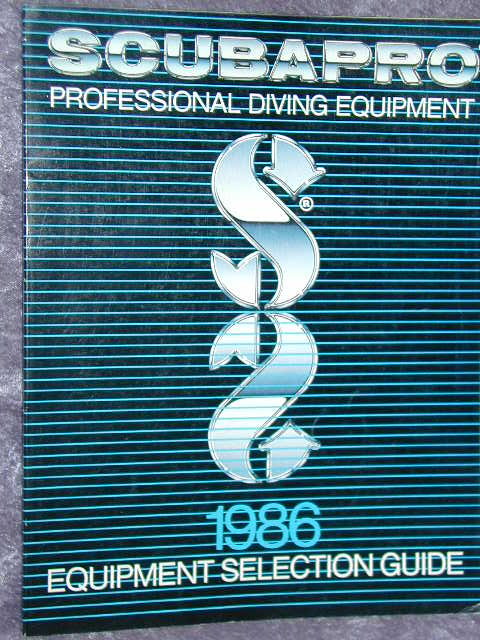 SCUBAPRO
PROFESSIONAL DIVING EQUIPMENT
®
1986
EQUIPMENT SELECTION GUIDE